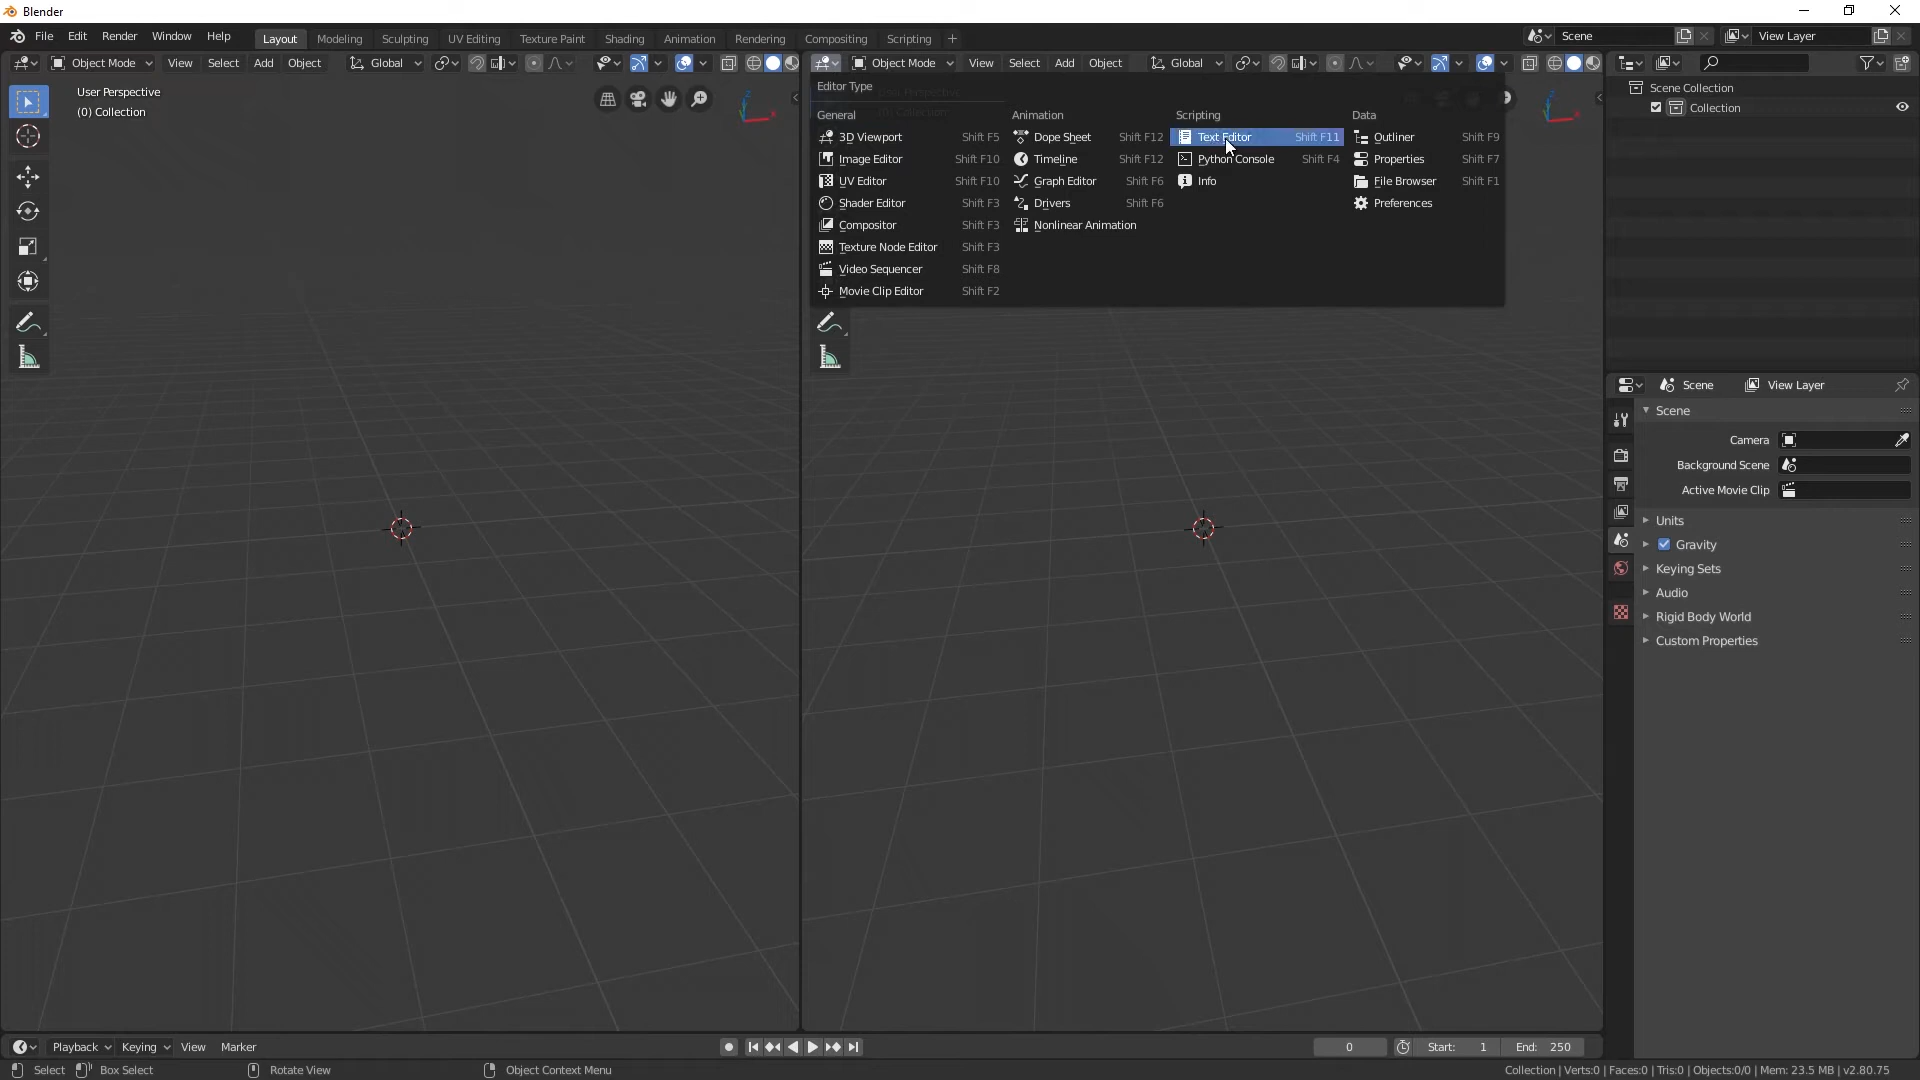 Blender
File Edit Render Window Help Layout Modeling Sculpting UV Editing Texture Paint Shading Animation Rendering Compositing Scripting + Scene View Layer
Object Mode View Select Add Object Global
Object Mode View Select Add Object Global
User Perspective
(0) Collection
Editor Type
General
3D Viewport Shift F5
Image Editor Shift F10
UV Editor Shift F10
Shader Editor Shift F3
Compositor Shift F3
Texture Node Editor Shift F3
Video Sequencer Shift F8
Movie Clip Editor Shift F2
Animation
Dope Sheet Shift F12
Timeline Shift F12
Graph Editor Shift F6
Drivers Shift F6
Nonlinear Animation
Scripting
Text Editor Shift F11
Python Console Shift F4
Info
Data
Outliner Shift F9
Properties Shift F7
File Browser Shift F1
Preferences
Scene Collection
Collection
Scene View Layer
Scene
Camera
Background Scene
Active Movie Clip
Units
Gravity
Keying Sets
Audio
Rigid Body World
Custom Properties
Playback Keying View Marker 0 Start: 1 End: 250
Select Box Select Rotate View Object Context Menu Collection | Verts:0 | Faces:0 | Tris:0 | Objects:0/0 | Mem: 23.5 MB | v2.80.75